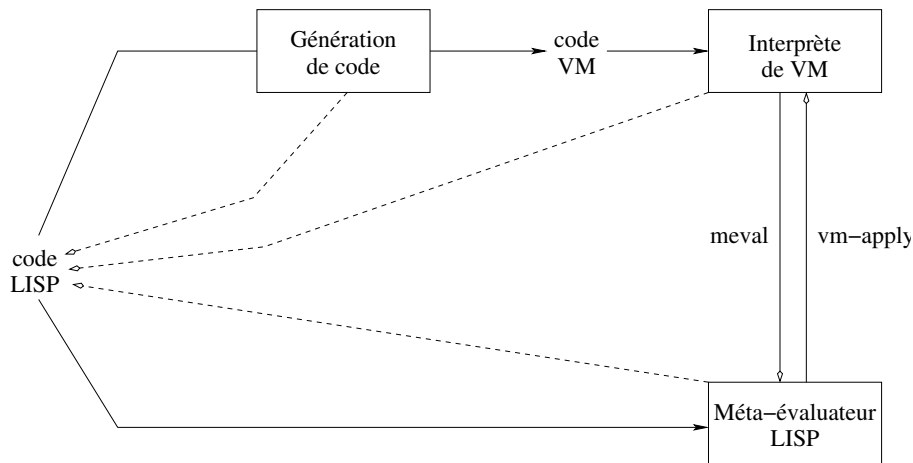 Génération
de code
code
VM
Interprète
de VM
meval
vm−apply
code
LISP
Méta−évaluateur
LISP